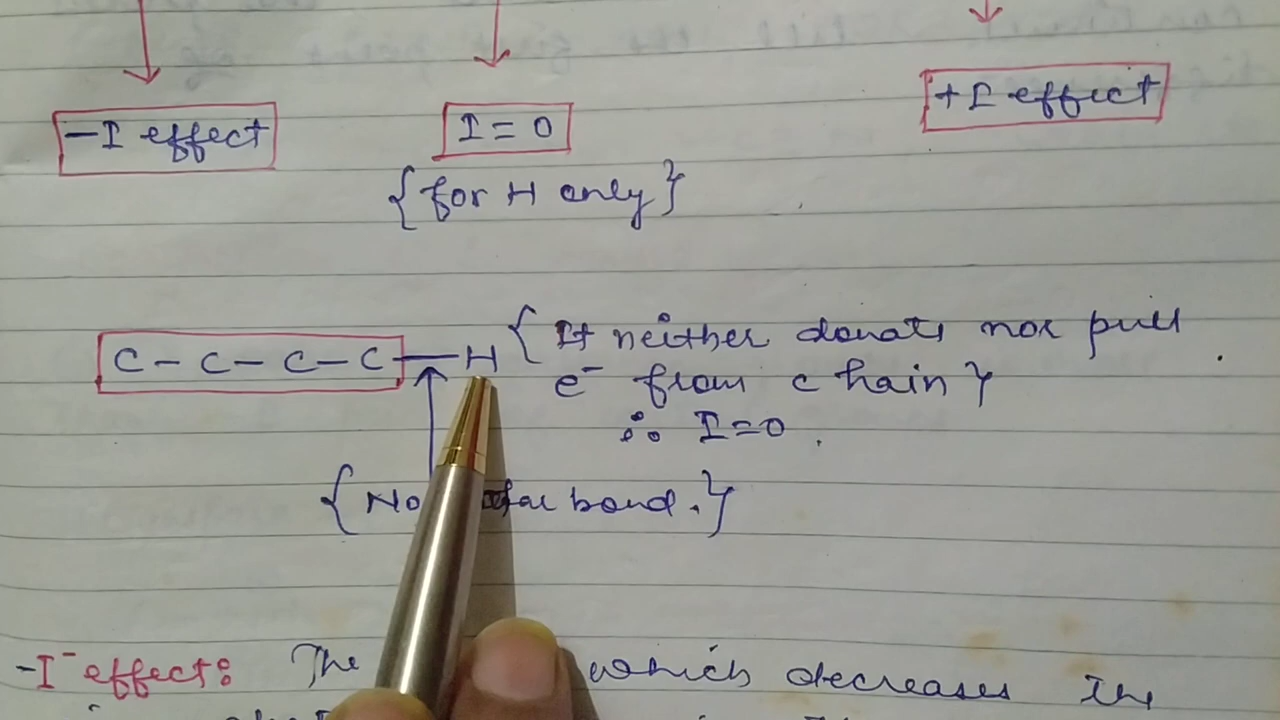 -I effect
I = 0
+I effect
{for H only}
C - C - C - C - H { It neither donats nor pull
e⁻ from chain }
∴ I = 0 .
{ No bond. }
-I⁻ effect: The which decreases the